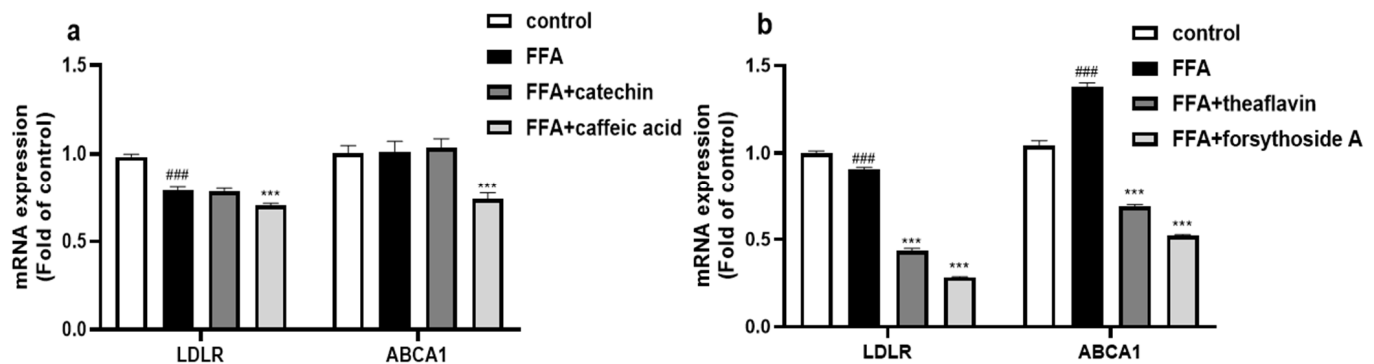 a
control
FFA
FFA+catechin
FFA+caffeic acid
mRNA expression
(Fold of control)
1.5
1.0
0.5
0.0
###
***
***
LDLR
ABCA1
b
control
FFA
FFA+theaflavin
FFA+forsythoside A
mRNA expression
(Fold of control)
1.5
1.0
0.5
0.0
###
***
***
###
***
***
LDLR
ABCA1